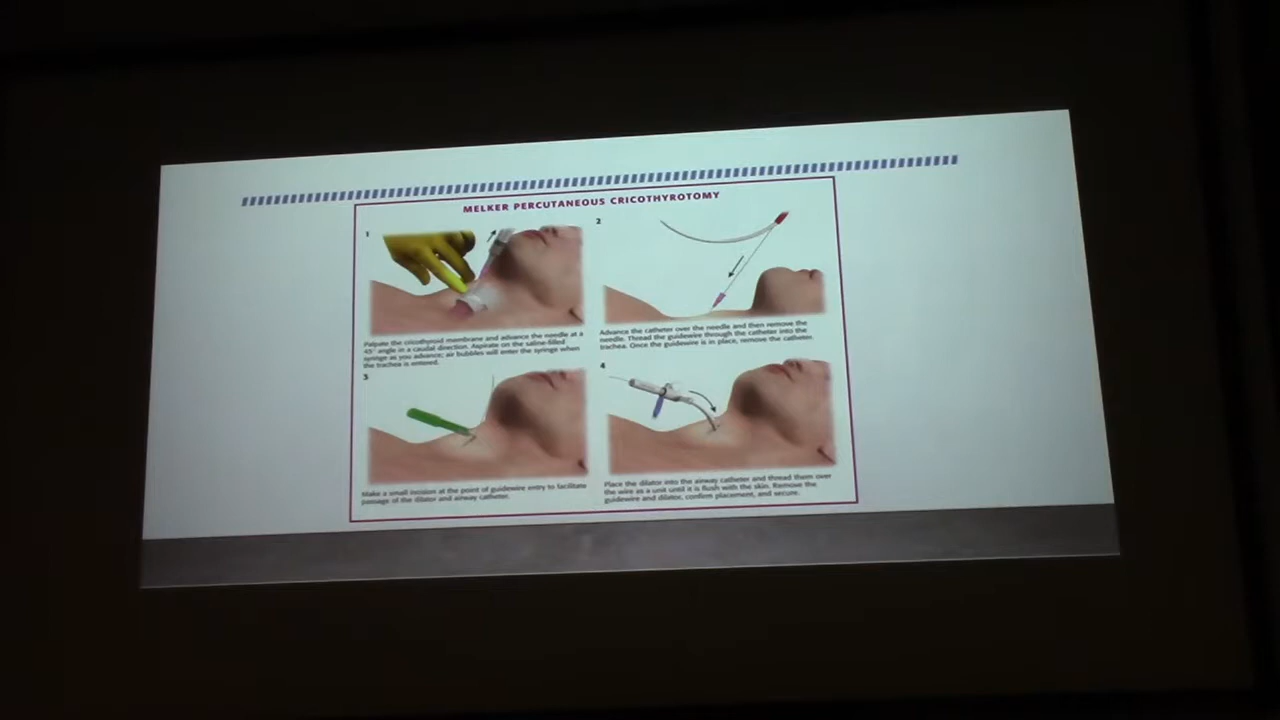 MELKER PERCUTANEOUS CRICOTHYROTOMY
1
2
Palpate the cricothyroid membrane and advance the needle at a
45° angle in a caudal direction. Aspirate on the saline-filled
syringe as you advance; air bubbles will enter the syringe when
the trachea is entered.
Advance the catheter over the needle and then remove the
needle. Thread the guidewire through the catheter into the
trachea. Once the guidewire is in place, remove the catheter.
3
4
Make a small incision at the point of guidewire entry to facilitate
passage of the dilator and airway catheter.
Place the dilator into the airway catheter and thread them over
the wire as a unit until it is flush with the skin. Remove the
guidewire and dilator, confirm placement, and secure.